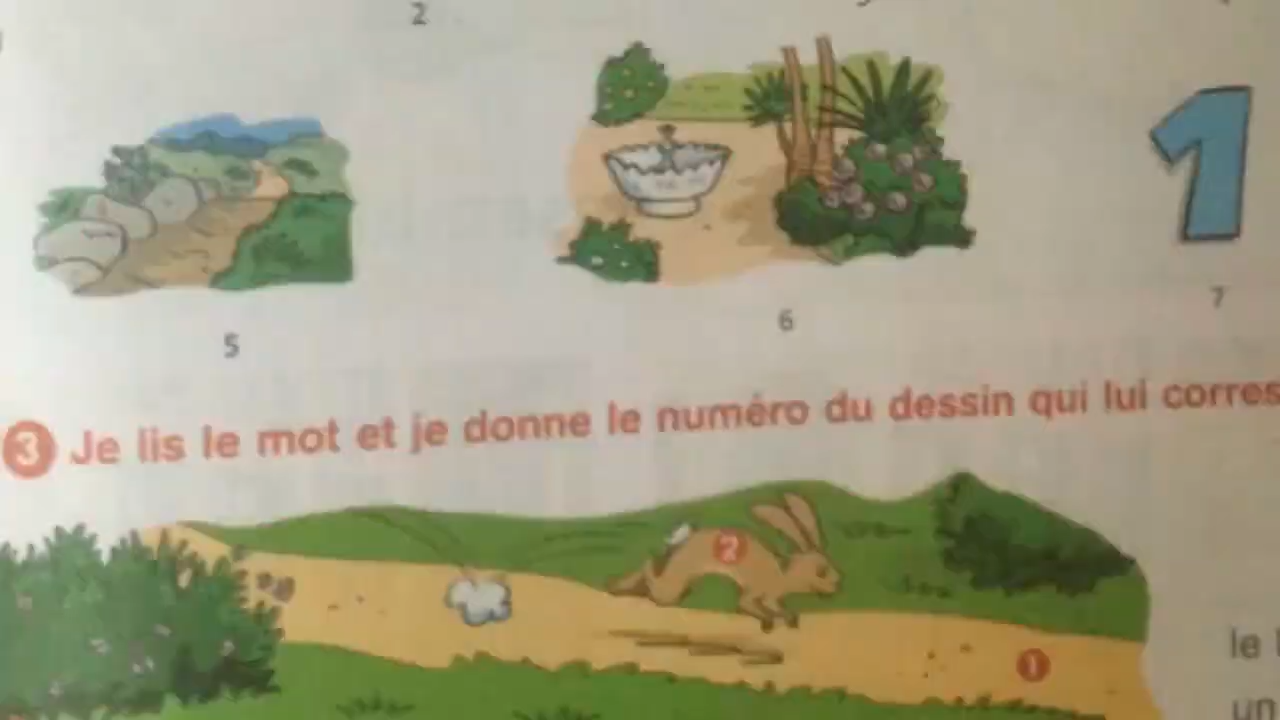 2
1
5
6
7
3 Je lis le mot et je donne le numéro du dessin qui lui corres
2
1
le
un